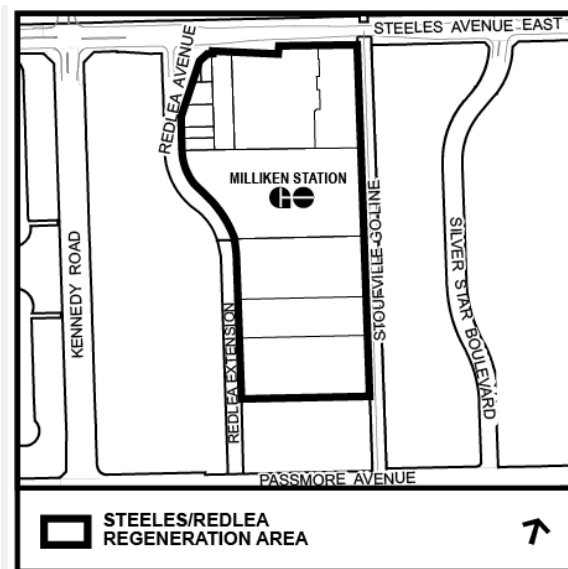 STEELES AVENUE EAST
REDLEA AVENUE
MILLIKEN STATION
GO
KENNEDY ROAD
STOUFFVILLE GO LINE
SILVER STAR BOULEVARD
REDLEA EXTENSION
PASSMORE AVENUE
STEELES/REDLEA
REGENERATION AREA